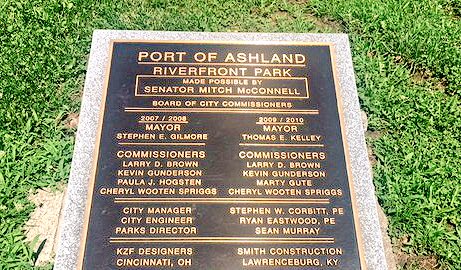 PORT OF ASHLAND
RIVERFRONT PARK
MADE POSSIBLE BY
SENATOR MITCH McCONNELL
BOARD OF CITY COMMISSIONERS
2007 / 2008 2009 / 2010
MAYOR MAYOR
STEPHEN E. GILMORE THOMAS E. KELLEY
COMMISSIONERS COMMISSIONERS
LARRY D. BROWN LARRY D. BROWN
KEVIN GUNDERSON KEVIN GUNDERSON
PAULA J. HOGSTEN MARTY GUTE
CHERYL WOOTEN SPRIGGS CHERYL WOOTEN SPRIGGS
CITY MANAGER STEPHEN W. CORBITT, PE
CITY ENGINEER RYAN EASTWOOD, PE
PARKS DIRECTOR SEAN MURRAY
KZF DESIGNERS SMITH CONSTRUCTION
CINCINNATI, OH LAWRENCEBURG, KY